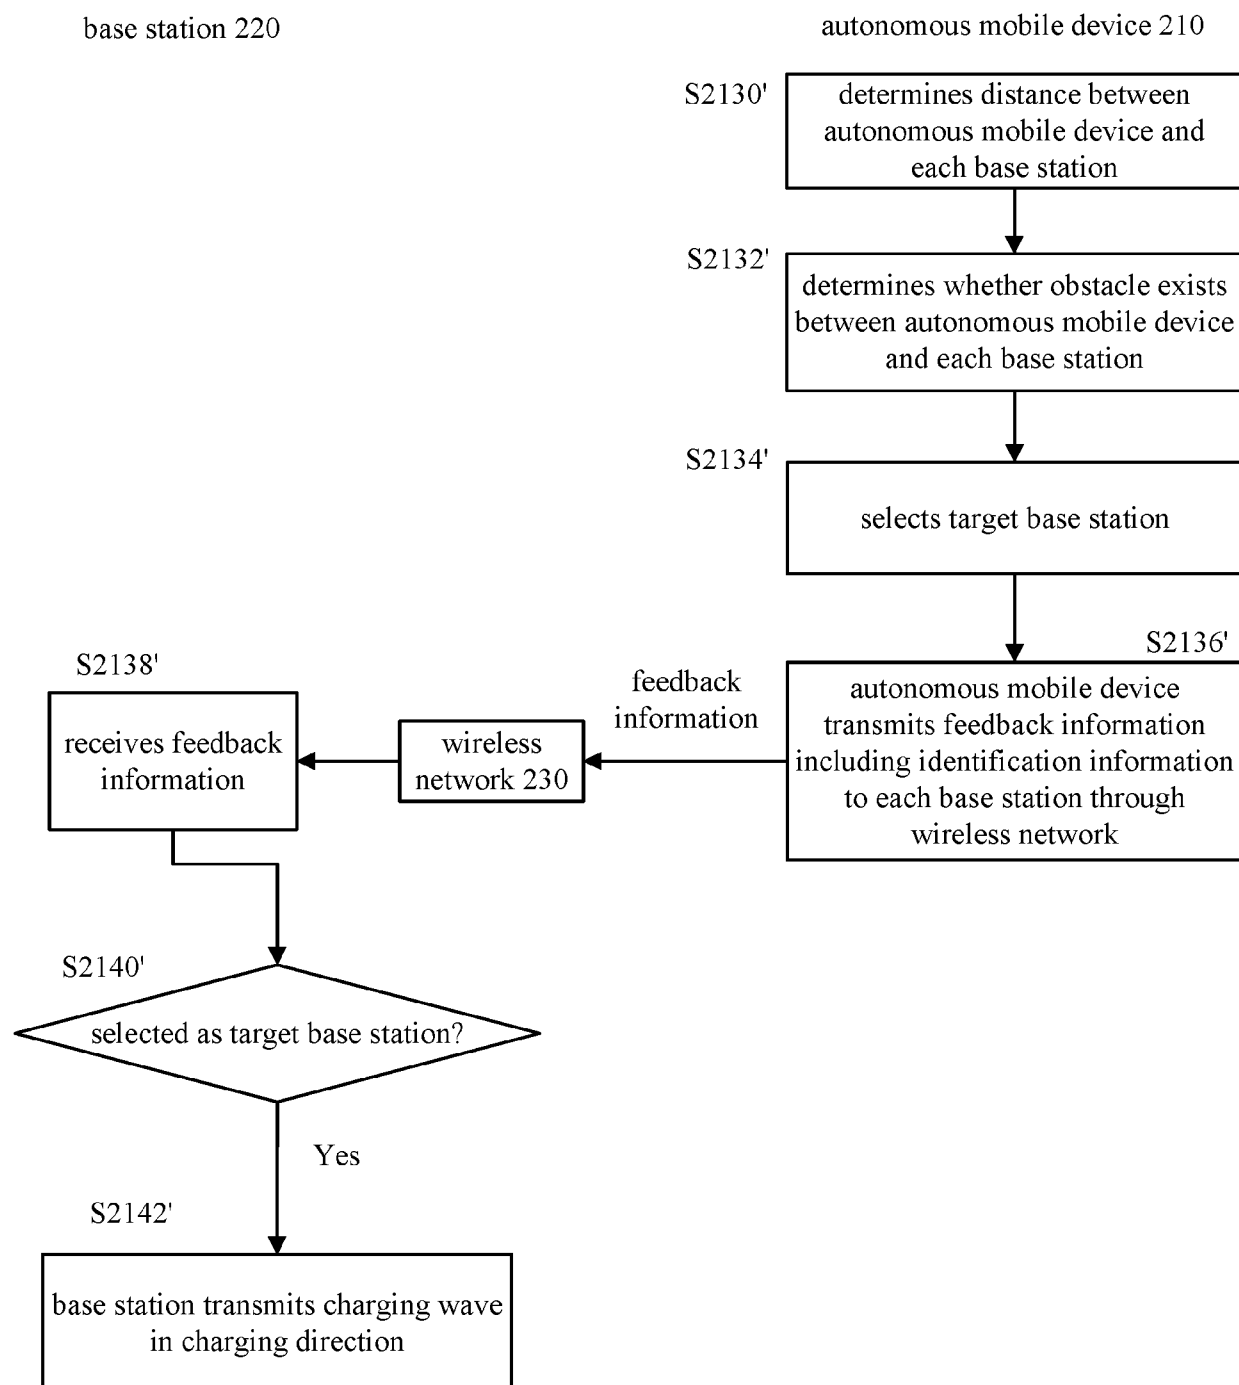 base station 220
autonomous mobile device 210
S2130'
determines distance between
autonomous mobile device and
each base station
S2132'
determines whether obstacle exists
between autonomous mobile device
and each base station
S2134'
selects target base station
S2136'
autonomous mobile device
transmits feedback information
including identification information
to each base station through
wireless network
feedback
information
wireless
network 230
S2138'
receives feedback
information
S2140'
selected as target base station?
Yes
S2142'
base station transmits charging wave
in charging direction